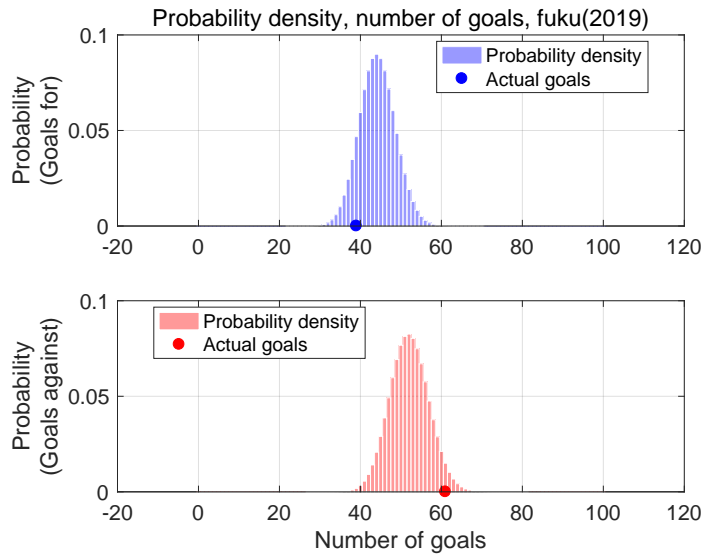 Probability density, number of goals, fuku(2019)
0.1
0.05
0
Probability
(Goals for)
Probability density
Actual goals
-20 0 20 40 60 80 100 120
0.1
0.05
0
Probability
(Goals against)
Probability density
Actual goals
-20 0 20 40 60 80 100 120
Number of goals